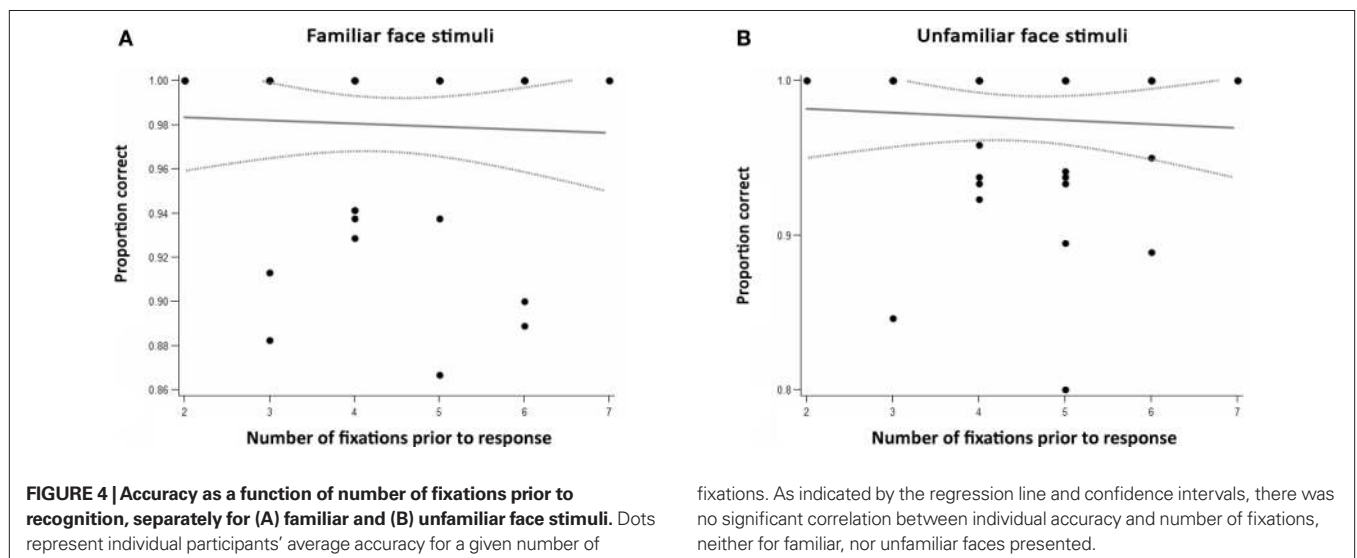 A
Familiar face stimuli
Proportion correct
1.00
0.98
0.96
0.94
0.92
0.90
0.88
0.86
2 3 4 5 6 7
Number of fixations prior to response
B
Unfamiliar face stimuli
Proportion correct
1.0
0.9
0.8
2 3 4 5 6 7
Number of fixations prior to response
FIGURE 4 | Accuracy as a function of number of fixations prior to
recognition, separately for (A) familiar and (B) unfamiliar face stimuli. Dots
represent individual participants’ average accuracy for a given number of
fixations. As indicated by the regression line and confidence intervals, there was
no significant correlation between individual accuracy and number of fixations,
neither for familiar, nor unfamiliar faces presented.